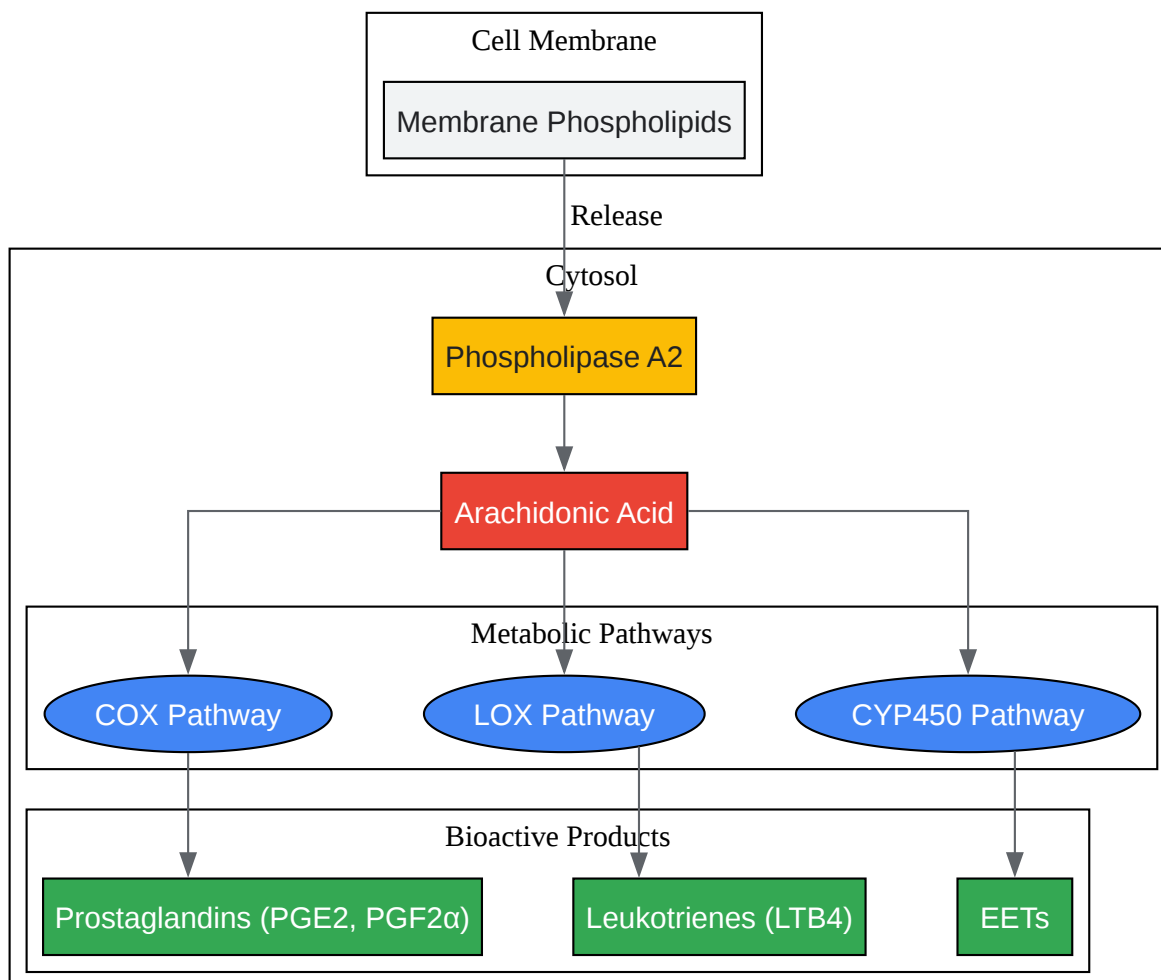 Cell Membrane
Membrane Phospholipids
Release
Cytosol
Phospholipase A2
Arachidonic Acid
Metabolic Pathways
COX Pathway
LOX Pathway
CYP450 Pathway
Bioactive Products
Prostaglandins (PGE2, PGF2α)
Leukotrienes (LTB4)
EETs